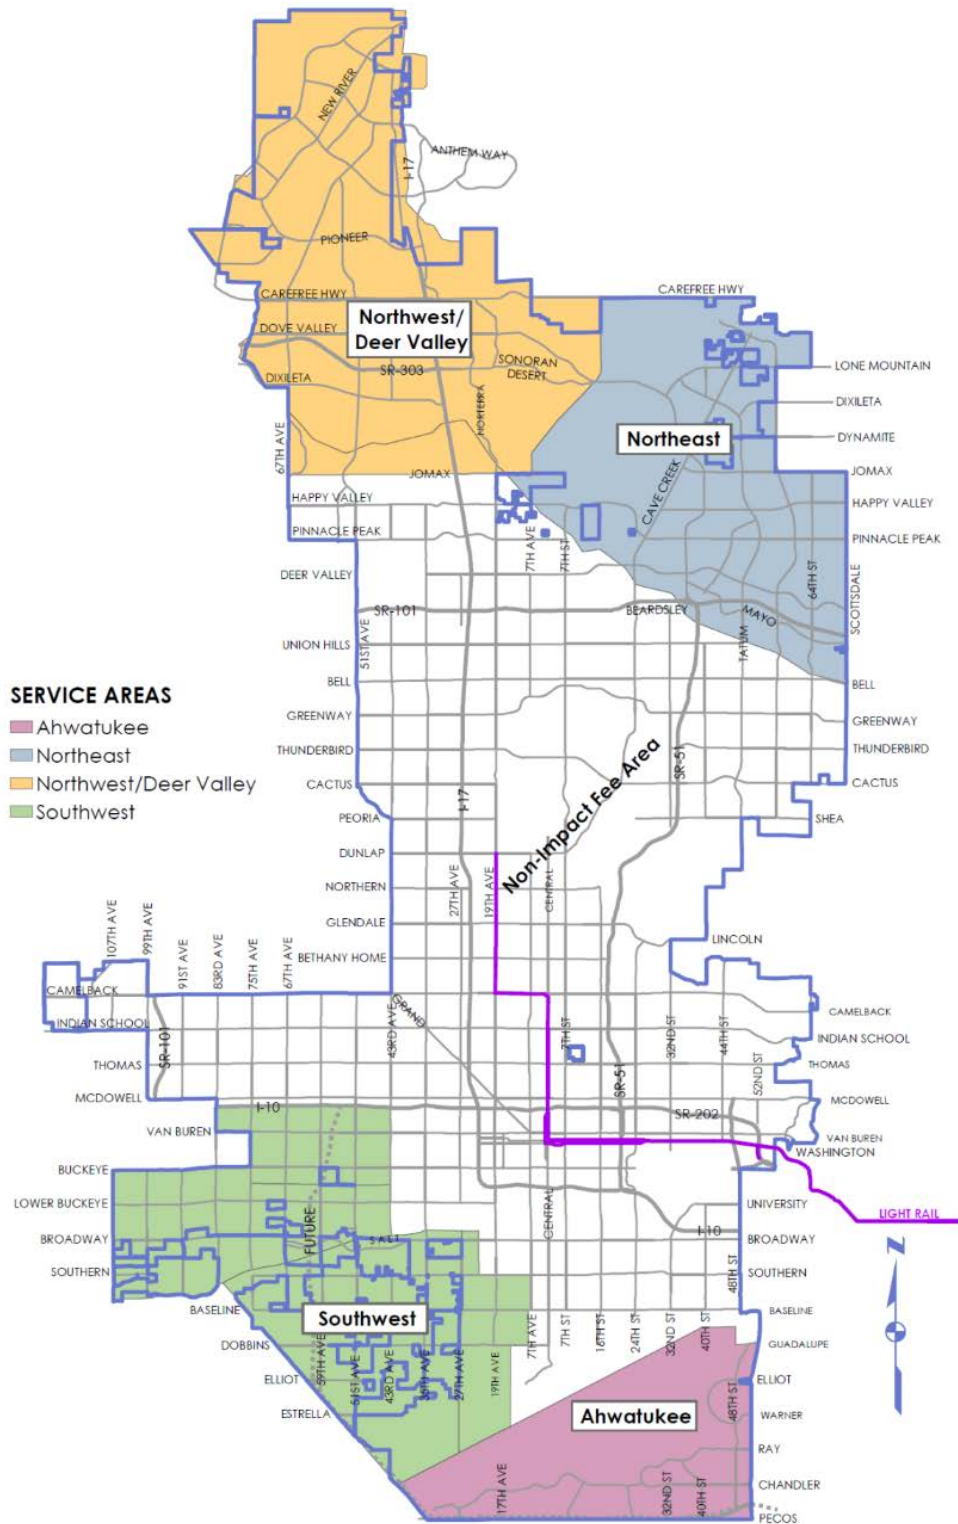 NEW RIVER
ANTHEM WAY
I-17
PIONEER
CAREFREE HWY
CAREFREE HWY
Northwest/
Deer Valley
DOVE VALLEY
SR-303
SONORAN
DESERT
DIXILETA
NORTERRA
67TH AVE
JOMAX
LONE MOUNTAIN
DIXILETA
Northeast
DYNAMITE
CAVE CREEK
JOMAX
HAPPY VALLEY
HAPPY VALLEY
PINNACLE PEAK
PINNACLE PEAK
7TH AVE
7TH ST
DEER VALLEY
64TH ST
SCOTTSDALE
SR-101
BEARDSLEY
MAYO
51ST AVE
UNION HILLS
TATUM
BELL
BELL
GREENWAY
GREENWAY
THUNDERBIRD
THUNDERBIRD
CACTUS
CACTUS
SERVICE AREAS
Ahwatukee
Northeast
Northwest/Deer Valley
Southwest
Non-Impact Fee Area
SR-51
I-17
PEORIA
SHEA
DUNLAP
NORTHERN
27TH AVE
19TH AVE
CENTRAL
GLENDALE
LINCOLN
BETHANY HOME
107TH AVE
99TH AVE
91ST AVE
83RD AVE
75TH AVE
67TH AVE
CAMELBACK
CAMELBACK
INDIAN SCHOOL
INDIAN SCHOOL
SR-101
43RD AVE
GRAND
7TH ST
32ND ST
44TH ST
THOMAS
THOMAS
SR-51
52ND ST
MCDOWELL
MCDOWELL
I-10
SR-202
VAN BUREN
VAN BUREN
WASHINGTON
BUCKEYE
LOWER BUCKEYE
UNIVERSITY
LIGHT RAIL
CENTRAL
FUTURE
BROADWAY
SALT
I-10
BROADWAY
SOUTHERN
SOUTHERN
48TH ST
BASELINE
BASELINE
Southwest
DOBBINS
7TH AVE
7TH ST
16TH ST
24TH ST
32ND ST
40TH ST
GUADALUPE
59TH AVE
51ST AVE
43RD AVE
35TH AVE
27TH AVE
19TH AVE
ELLIOT
ELLIOT
48TH ST
ESTRELLA
Ahwatukee
WARNER
RAY
17TH AVE
32ND ST
40TH ST
CHANDLER
PECOS
N